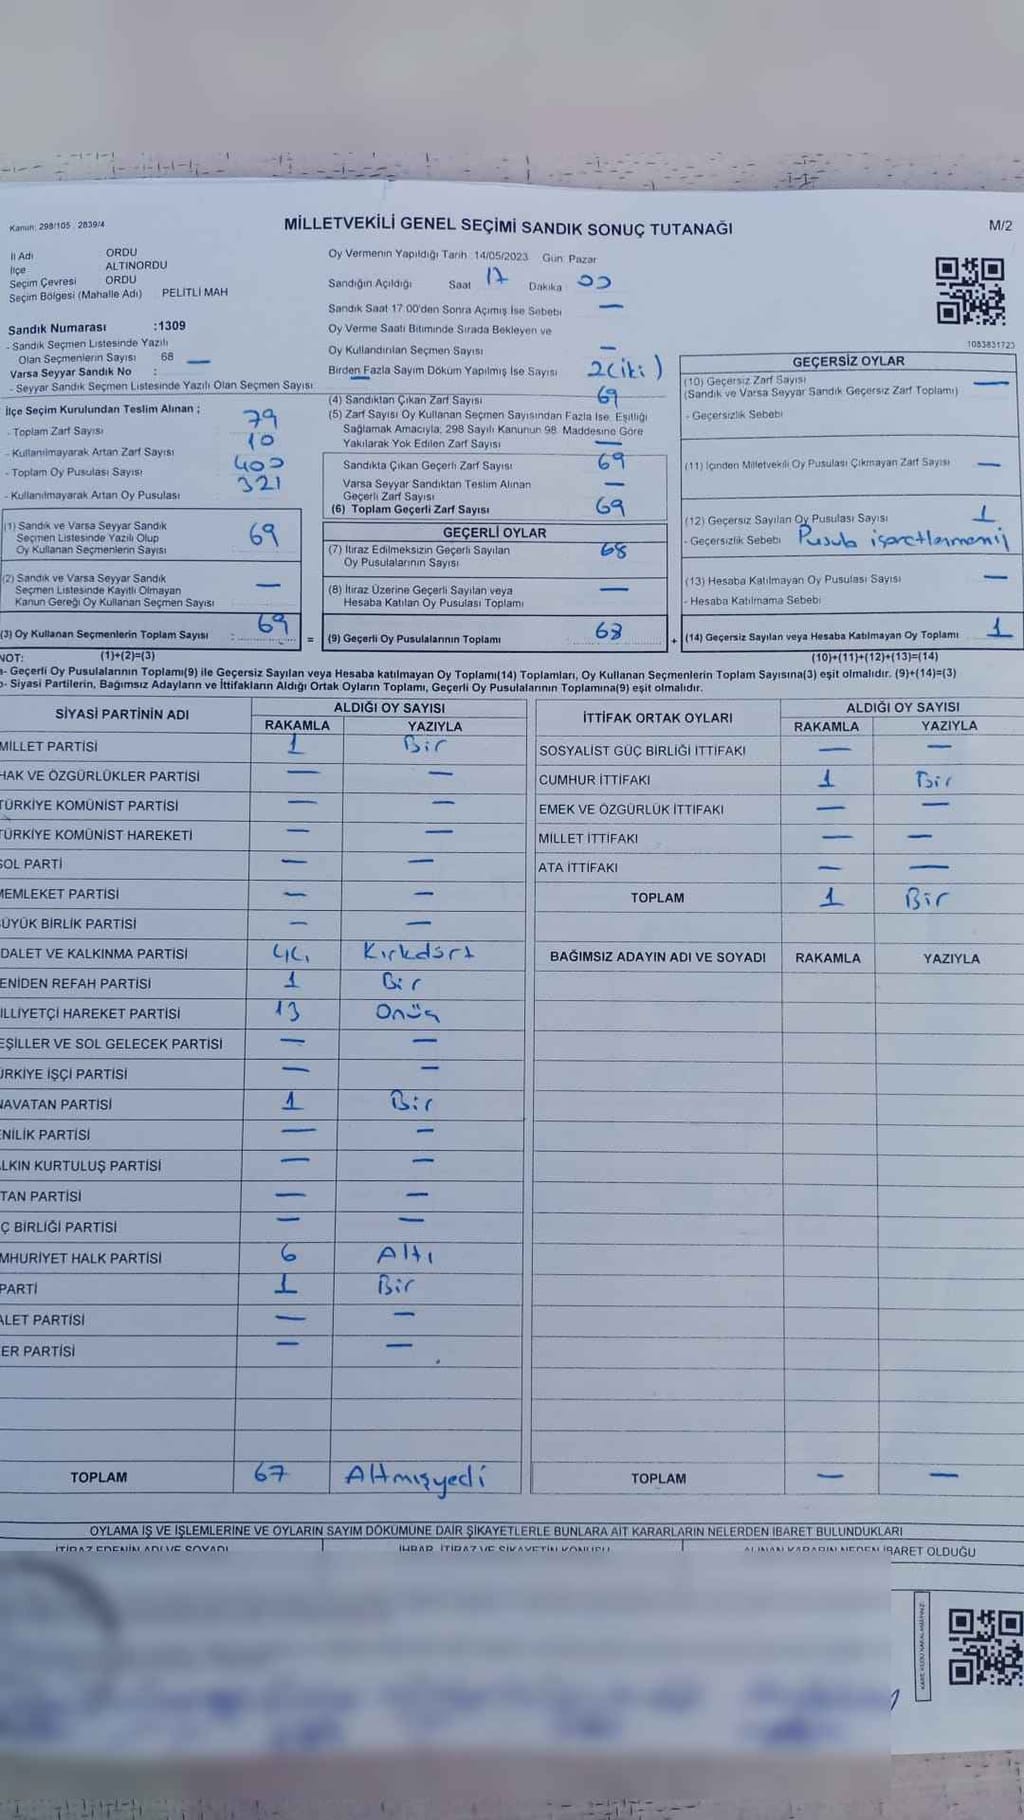 Kanun: 298/105 2839/4
MİLLETVEKİLİ GENEL SEÇİMİ SANDIK SONUÇ TUTANAĞI
M/2
İl Adı ORDU
İlçe ALTINORDU
Seçim Çevresi ORDU
Seçim Bölgesi (Mahalle Adı) PELİTLİ MAH
Sandık Numarası :1309
- Sandık Seçmen Listesinde Yazılı
Olan Seçmenlerin Sayısı 68 —
Varsa Seyyar Sandık No :
- Seyyar Sandık Seçmen Listesinde Yazılı Olan Seçmen Sayısı
İlçe Seçim Kurulundan Teslim Alınan ;
- Toplam Zarf Sayısı 79
- Kullanılmayarak Artan Zarf Sayısı 10
- Toplam Oy Pusulası Sayısı 400
- Kullanılmayarak Artan Oy Pusulası 321
(1) Sandık ve Varsa Seyyar Sandık
Seçmen Listesinde Yazılı Olup
Oy Kullanan Seçmenlerin Sayısı 69
(2) Sandık ve Varsa Seyyar Sandık
Seçmen Listesinde Kayıtlı Olmayan
Kanun Gereği Oy Kullanan Seçmen Sayısı —
(3) Oy Kullanan Seçmenlerin Toplam Sayısı : 69 =
Oy Vermenin Yapıldığı Tarih :14/05/2023 Gün Pazar
Sandığın Açıldığı Saat 17 Dakika 00
Sandık Saat 17:00'den Sonra Açımış İse Sebebi —
Oy Verme Saati Bitiminde Sırada Bekleyen ve
Oy Kullandırılan Seçmen Sayısı —
Birden Fazla Sayım Döküm Yapılmış İse Sayısı 2 (iki)
(4) Sandıktan Çıkan Zarf Sayısı 69
(5) Zarf Sayısı Oy Kullanan Seçmen Sayısından Fazla İse, Eşitliği
Sağlamak Amacıyla, 298 Sayılı Kanunun 98. Maddesine Göre
Yakılarak Yok Edilen Zarf Sayısı —
Sandıkta Çıkan Geçerli Zarf Sayısı 69
Varsa Seyyar Sandıktan Teslim Alınan
Geçerli Zarf Sayısı —
(6) Toplam Geçerli Zarf Sayısı 69
GEÇERLİ OYLAR
(7) İtiraz Edilmeksizin Geçerli Sayılan
Oy Pusulalarının Sayısı 68
(8) İtiraz Üzerine Geçerli Sayılan veya
Hesaba Katılan Oy Pusulası Toplamı —
(9) Geçerli Oy Pusulalarının Toplamı 68 +
1083831723
GEÇERSİZ OYLAR
(10) Geçersiz Zarf Sayısı —
(Sandık ve Varsa Seyyar Sandık Geçersiz Zarf Toplamı)
- Geçersizlik Sebebi
(11) İçinden Milletvekili Oy Pusulası Çıkmayan Zarf Sayısı —
(12) Geçersiz Sayılan Oy Pusulası Sayısı 1
- Geçersizlik Sebebi Pusula işaretlenmemiş
(13) Hesaba Katılmayan Oy Pusulası Sayısı —
- Hesaba Katılmama Sebebi
(14) Geçersiz Sayılan veya Hesaba Katılmayan Oy Toplamı 1
NOT: (1)+(2)=(3) (10)+(11)+(12)+(13)=(14)
a- Geçerli Oy Pusulalarının Toplamı(9) ile Geçersiz Sayılan veya Hesaba katılmayan Oy Toplamı(14) Toplamları, Oy Kullanan Seçmenlerin Toplam Sayısına(3) eşit olmalıdır. (9)+(14)=(3)
b- Siyasi Partilerin, Bağımsız Adayların ve İttifakların Aldığı Ortak Oyların Toplamı, Geçerli Oy Pusulalarının Toplamına(9) eşit olmalıdır.
SİYASİ PARTİNİN ADI ALDIĞI OY SAYISI
RAKAMLA YAZIYLA
MİLLET PARTİSİ 1 Bir
HAK VE ÖZGÜRLÜKLER PARTİSİ — —
TÜRKİYE KOMÜNİST PARTİSİ — —
TÜRKİYE KOMÜNİST HAREKETİ — —
SOL PARTİ — —
MEMLEKET PARTİSİ — —
ÜYÜK BİRLİK PARTİSİ — —
DALET VE KALKINMA PARTİSİ 44 Kırkdört
ENİDEN REFAH PARTİSİ 1 Bir
İLLİYETÇİ HAREKET PARTİSİ 13 Onüç
EŞİLLER VE SOL GELECEK PARTİSİ — —
ÜRKİYE İŞÇİ PARTİSİ — —
NAVATAN PARTİSİ 1 Bir
ENİLİK PARTİSİ — —
LKIN KURTULUŞ PARTİSİ — —
TAN PARTİSİ — —
Ç BİRLİĞİ PARTİSİ — —
MHURİYET HALK PARTİSİ 6 Altı
PARTİ 1 Bir
ALET PARTİSİ — —
ER PARTİSİ — —
TOPLAM 67 Altmışyedi
İTTİFAK ORTAK OYLARI ALDIĞI OY SAYISI
RAKAMLA YAZIYLA
SOSYALİST GÜÇ BİRLİĞİ İTTİFAKI — —
CUMHUR İTTİFAKI 1 Bir
EMEK VE ÖZGÜRLÜK İTTİFAKI — —
MİLLET İTTİFAKI — —
ATA İTTİFAKI — —
TOPLAM 1 Bir
BAĞIMSIZ ADAYIN ADI VE SOYADI RAKAMLA YAZIYLA
TOPLAM — —
OYLAMA İŞ VE İŞLEMLERİNE VE OYLARIN SAYIM DÖKÜMÜNE DAİR ŞİKAYETLERLE BUNLARA AİT KARARLARIN NELERDEN İBARET BULUNDUKLARI
İTİRAZ EDENİN ADI VE SOYADI İHBAR, İTİRAZ VE ŞİKAYETİN KONUSU ALINAN KARARIN NEDEN İBARET OLDUĞU